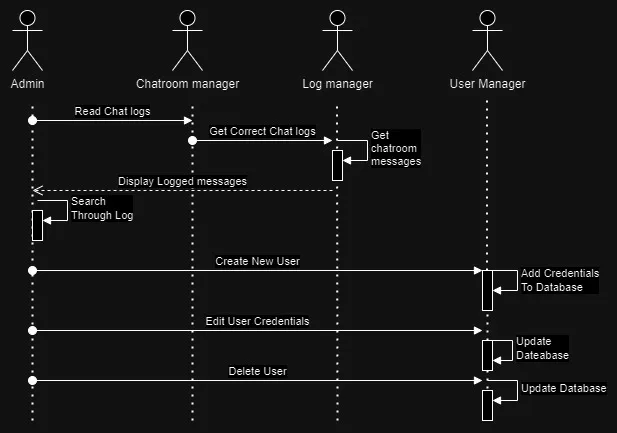 Admin
Chatroom manager
Log manager
User Manager
Read Chat logs
Get Correct Chat logs
Get
chatroom
messages
Display Logged messages
Search
Through Log
Create New User
Add Credentials
To Database
Edit User Credentials
Update
Dateabase
Delete User
Update Database